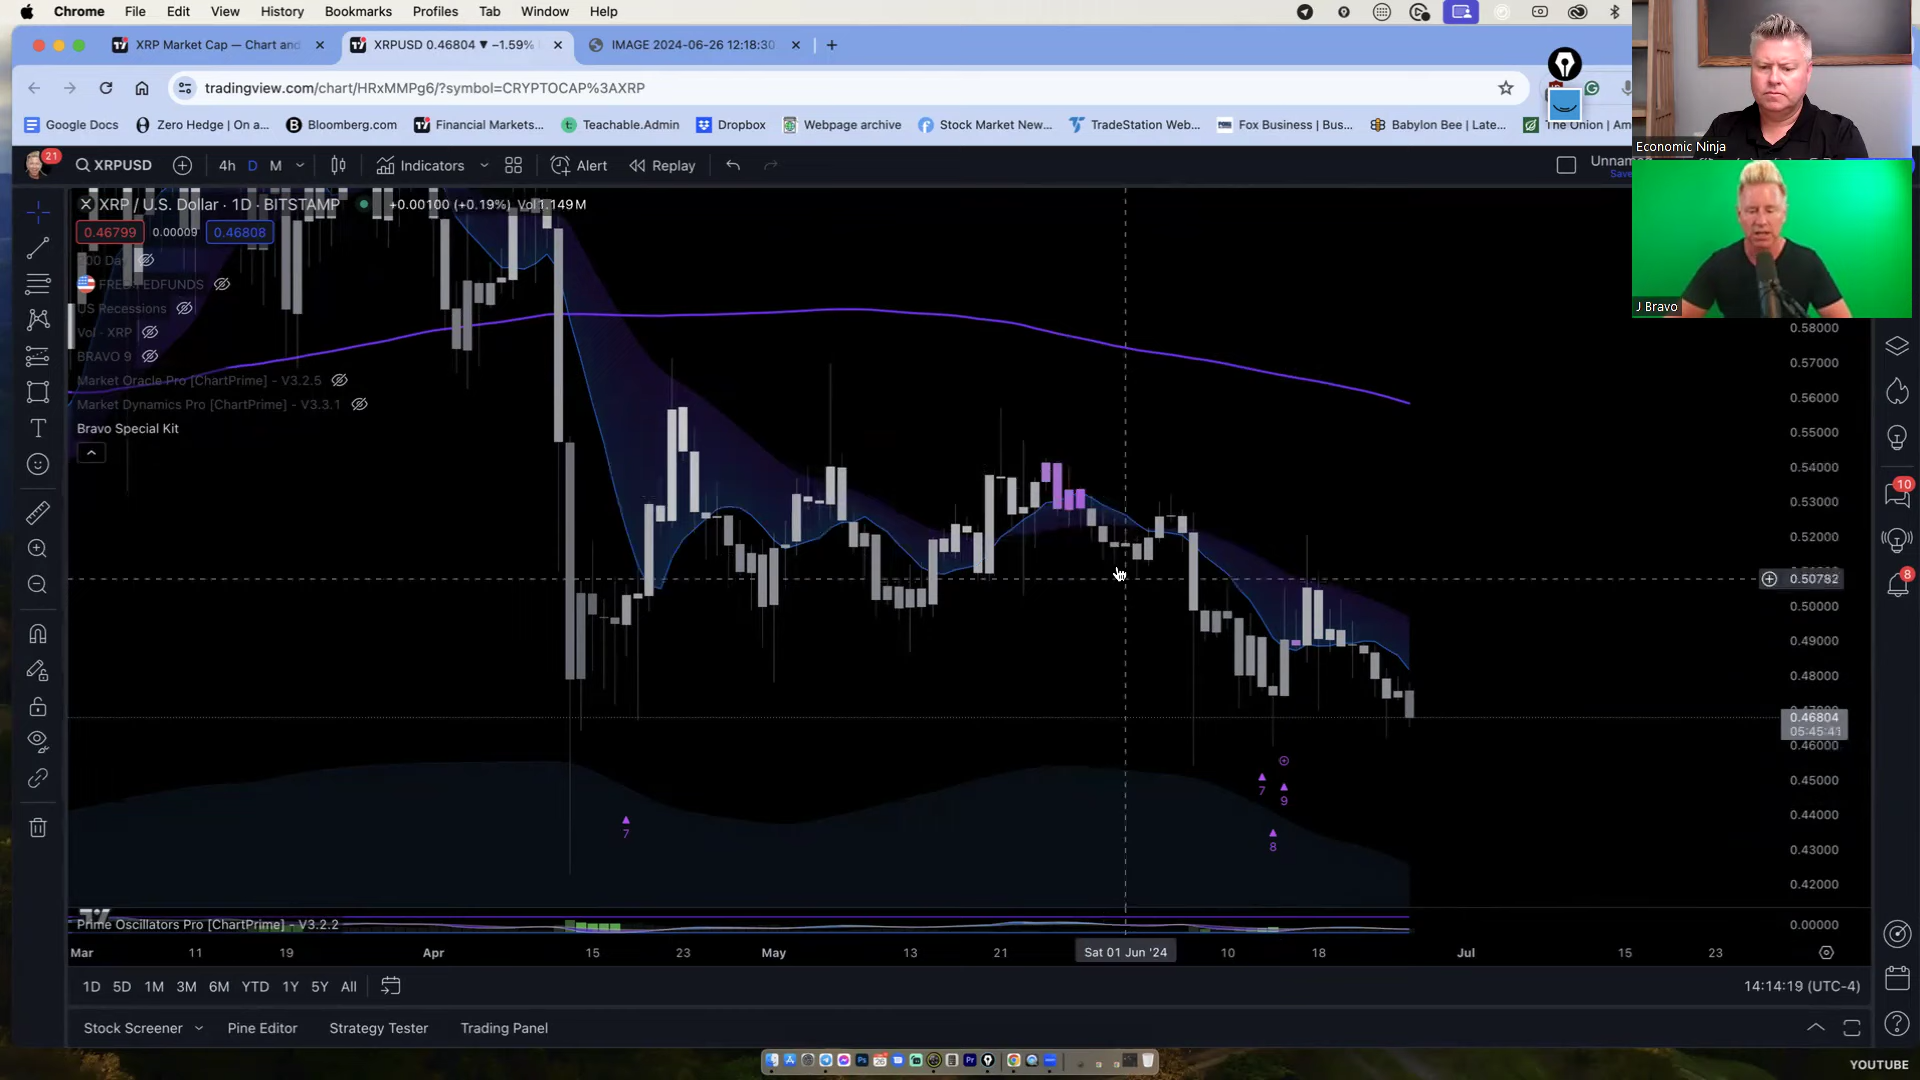 Chrome File Edit View History Bookmarks Profiles Tab Window Help
XRP Market Cap — Chart and
XRPUSD 0.46804 ▼ −1.59%
IMAGE 2024-06-26 12:18:30
tradingview.com/chart/HRxMMPg6/?symbol=CRYPTOCAP%3AXRP
Google Docs
Zero Hedge | On a...
Bloomberg.com
Financial Markets...
Teachable.Admin
Dropbox
Webpage archive
Stock Market New...
TradeStation Web...
Fox Business | Bus...
Babylon Bee | Late...
The Onion | Am
Economic Ninja
J Bravo
21
XRPUSD
4h D M
Indicators
Alert
Replay
XRP / U.S. Dollar · 1D · BITSTAMP
+0.00100 (+0.19%) Vol 1.149 M
0.46799 0.00009 0.46808
FEDFUNDS
US Recessions
Vol · XRP
BRAVO 9
Market Oracle Pro [ChartPrime] - V3.2.5
Market Dynamics Pro [ChartPrime] - V3.3.1
Bravo Special Kit
0.58000
0.57000
0.56000
0.55000
0.54000
0.53000
0.52000
0.50782
0.50000
0.49000
0.48000
0.46804
05:45:41
0.46000
0.45000
0.44000
0.43000
0.42000
0.00000
10
8
7
7
9
8
Prime Oscillators Pro [ChartPrime] - V3.2.2
Mar 11 19 Apr 15 23 May 13 21 Sat 01 Jun '24 10 18 Jul 15 23
1D 5D 1M 3M 6M YTD 1Y 5Y All
14:14:19 (UTC-4)
Stock Screener Pine Editor Strategy Tester Trading Panel
YOUTUBE